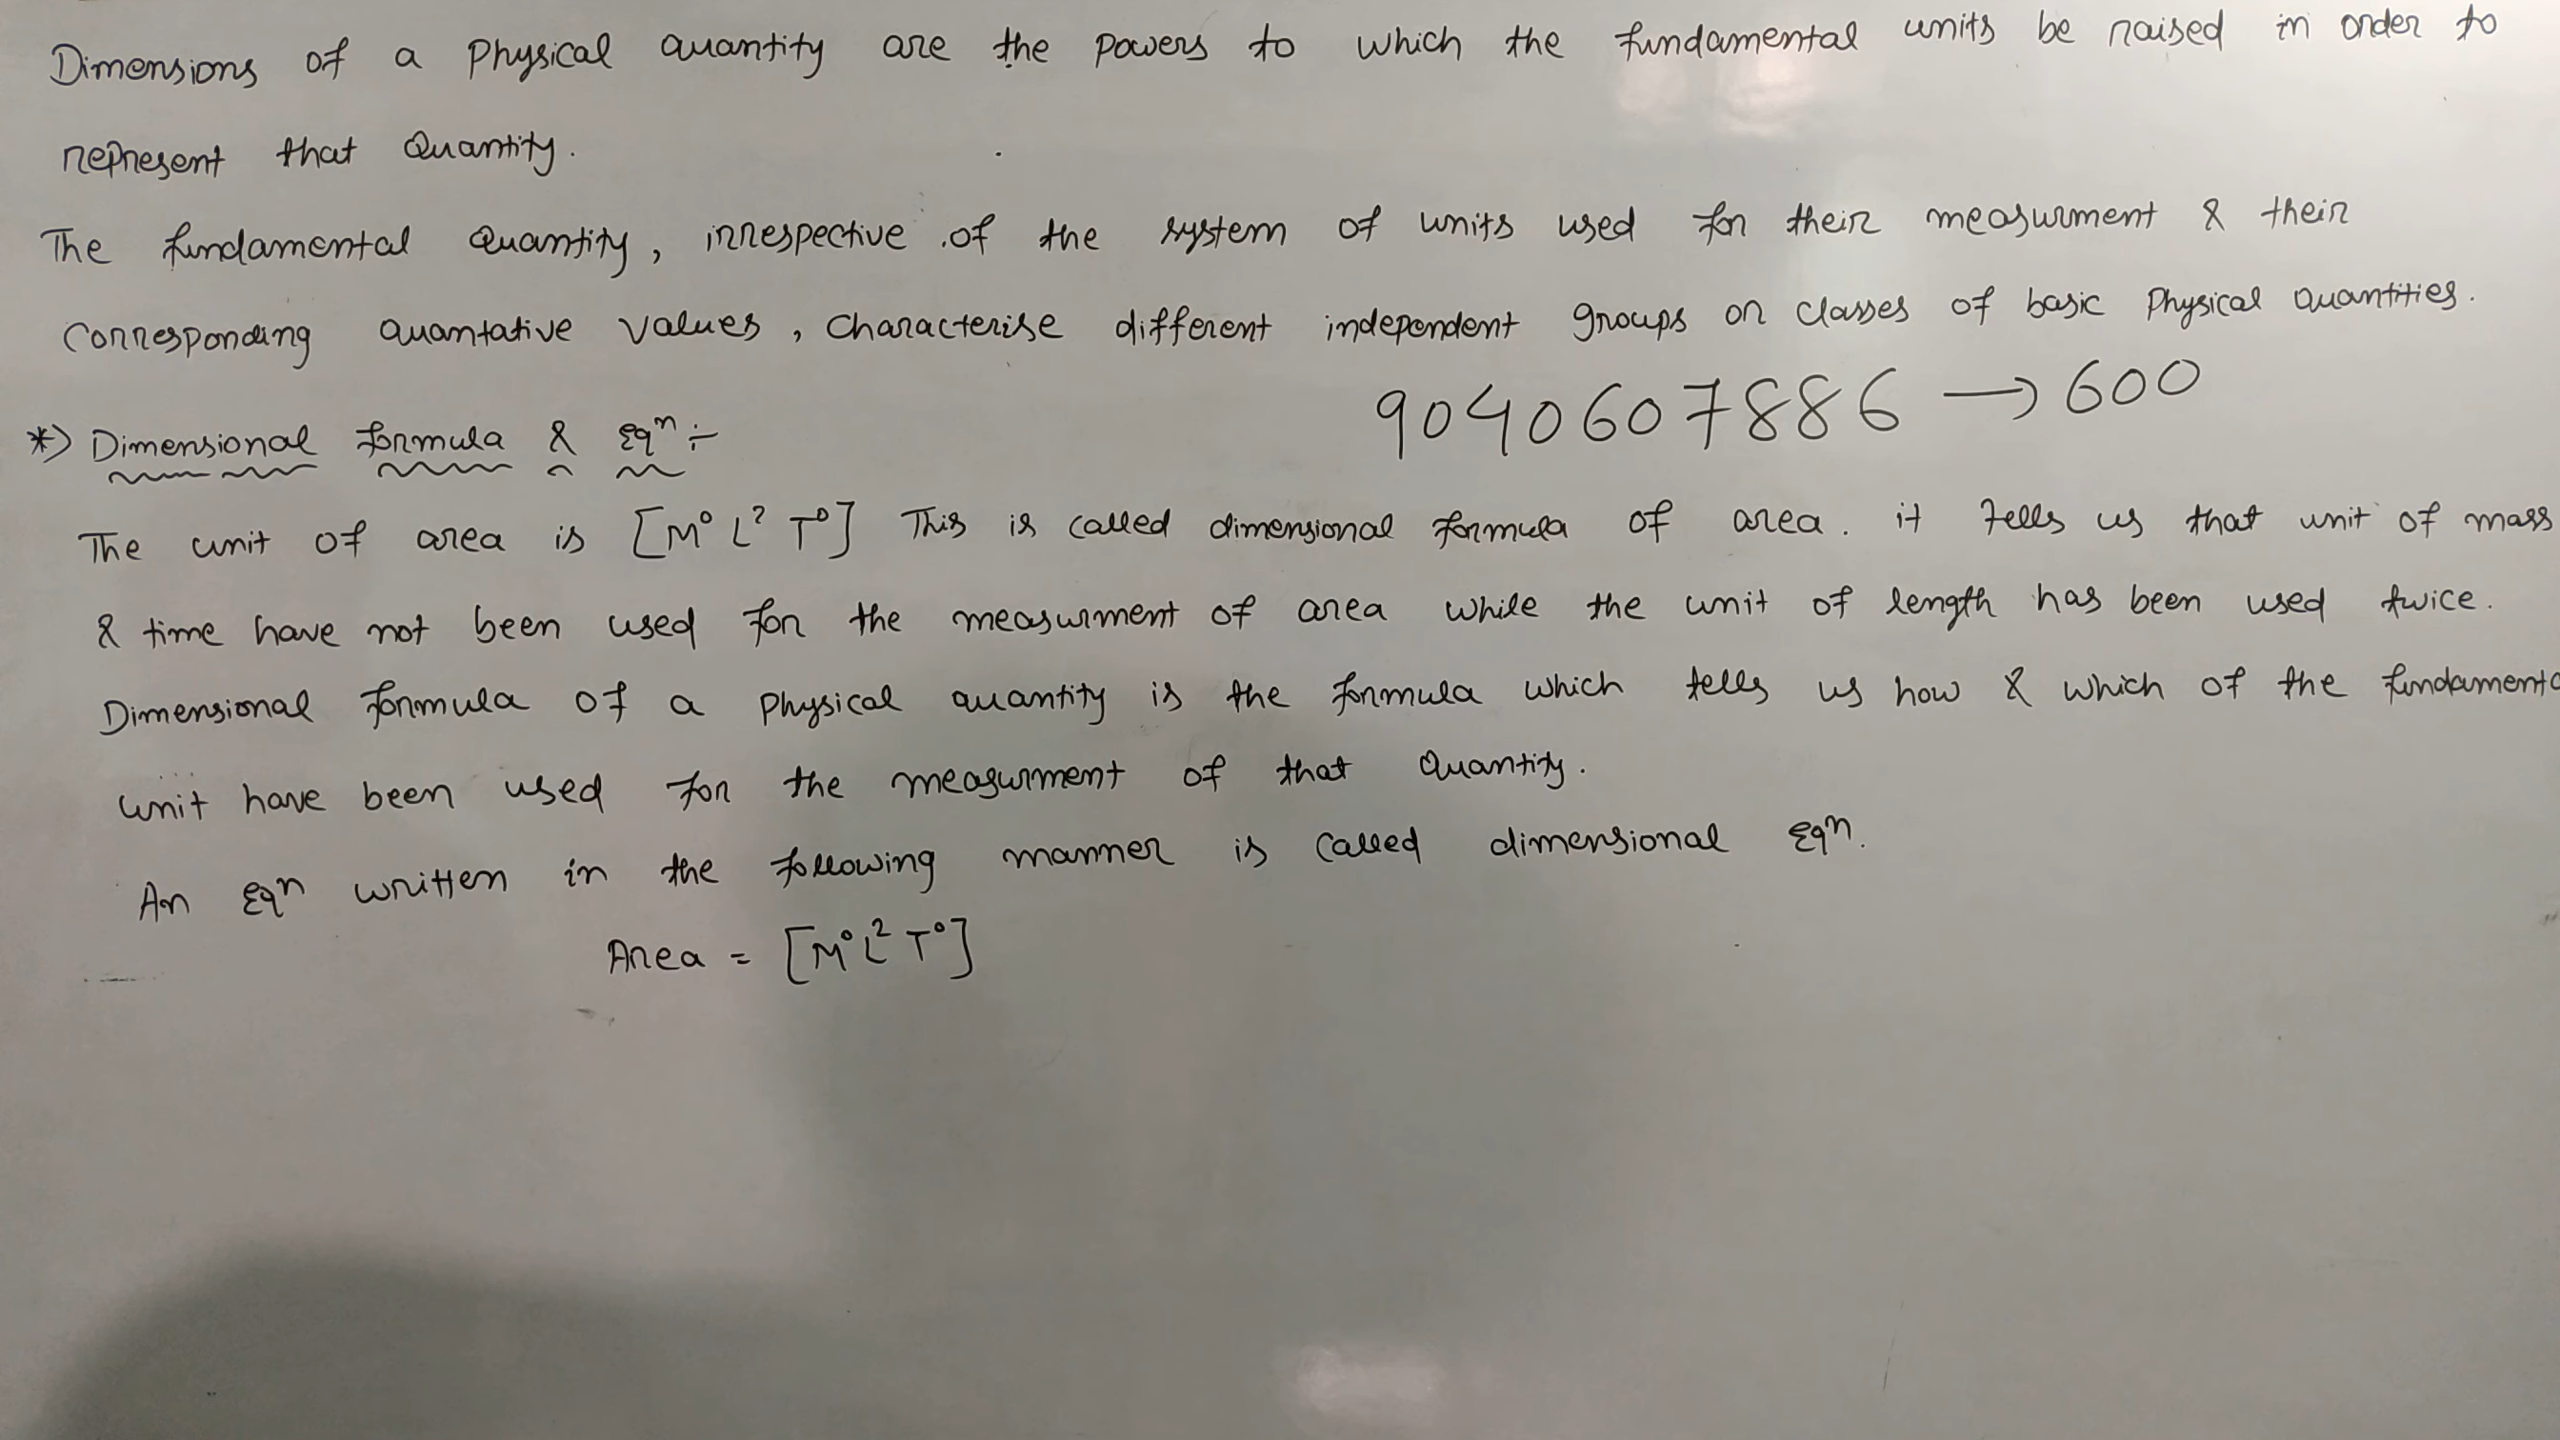 Dimensions of a Physical quantity are the powers to which the fundamental units be raised in order to
represent that Quantity.
The fundamental Quantity, irrespective of the system of units used for their measurment & their
Corresponding quantative values, characterise different independent groups or classes of basic Physical quantities.
9040607886 → 600
*) Dimensional formula & Eqⁿ :-
The unit of area is [M⁰ L² T⁰] This is called dimensional formula of area. it tells us that unit of mass
& time have not been used for the measurment of area while the unit of length has been used twice.
Dimensional formula of a physical quantity is the formula which tells us how & which of the fundamenta
unit have been used for the measurment of that Quantity.
An Eqⁿ written in the following manner is called dimensional Eqⁿ.
Area = [M⁰ L² T⁰]